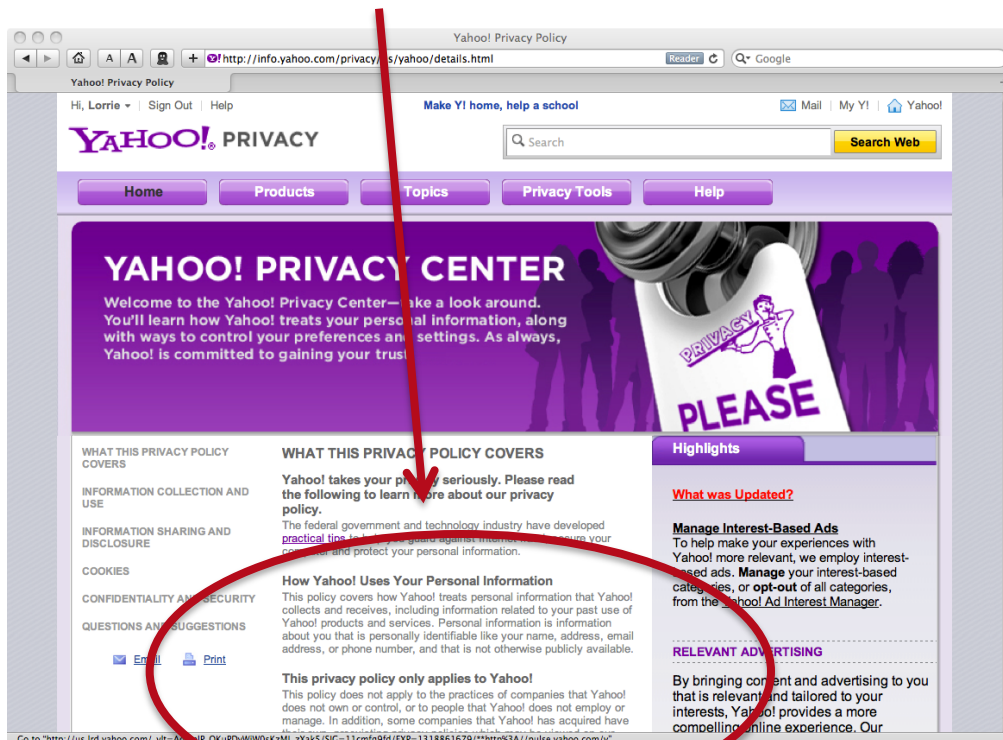 Yahoo! Privacy Policy
A A + http://info.yahoo.com/privacy/us/yahoo/details.html Reader Google
Yahoo! Privacy Policy
Hi, Lorrie Sign Out Help Make Y! home, help a school Mail My Y! Yahoo!
YAHOO!® PRIVACY Search Search Web
Home Products Topics Privacy Tools Help
YAHOO! PRIVACY CENTER
Welcome to the Yahoo! Privacy Center—take a look around.
You'll learn how Yahoo! treats your personal information, along
with ways to control your preferences and settings. As always,
Yahoo! is committed to gaining your trust.
PRIVACY
PLEASE
WHAT THIS PRIVACY POLICY
COVERS
INFORMATION COLLECTION AND
USE
INFORMATION SHARING AND
DISCLOSURE
COOKIES
CONFIDENTIALITY AND SECURITY
QUESTIONS AND SUGGESTIONS
Email Print
WHAT THIS PRIVACY POLICY COVERS
Yahoo! takes your privacy seriously. Please read
the following to learn more about our privacy
policy.
The federal government and technology industry have developed
practical tips to help you guard against Internet fraud, secure your
computer and protect your personal information.
How Yahoo! Uses Your Personal Information
This policy covers how Yahoo! treats personal information that Yahoo!
collects and receives, including information related to your past use of
Yahoo! products and services. Personal information is information
about you that is personally identifiable like your name, address, email
address, or phone number, and that is not otherwise publicly available.
This privacy policy only applies to Yahoo!
This policy does not apply to the practices of companies that Yahoo!
does not own or control, or to people that Yahoo! does not employ or
manage. In addition, some companies that Yahoo! has acquired have
Highlights
What was Updated?
Manage Interest-Based Ads
To help make your experiences with
Yahoo! more relevant, we employ interest-
based ads. Manage your interest-based
categories, or opt-out of all categories,
from the Yahoo! Ad Interest Manager.
RELEVANT ADVERTISING
By bringing content and advertising to you
that is relevant and tailored to your
interests, Yahoo! provides a more
compelling online experience. Our